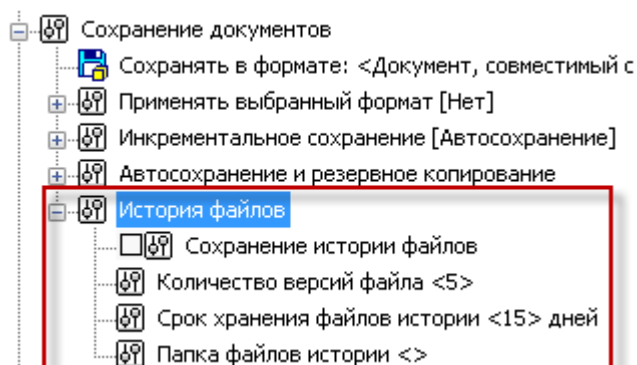 Сохранение документов
Сохранять в формате: <Документ, совместимый с
Применять выбранный формат [Нет]
Инкрементальное сохранение [Автосохранение]
Автосохранение и резервное копирование
История файлов
Сохранение истории файлов
Количество версий файла <5>
Срок хранения файлов истории <15> дней
Папка файлов истории <>